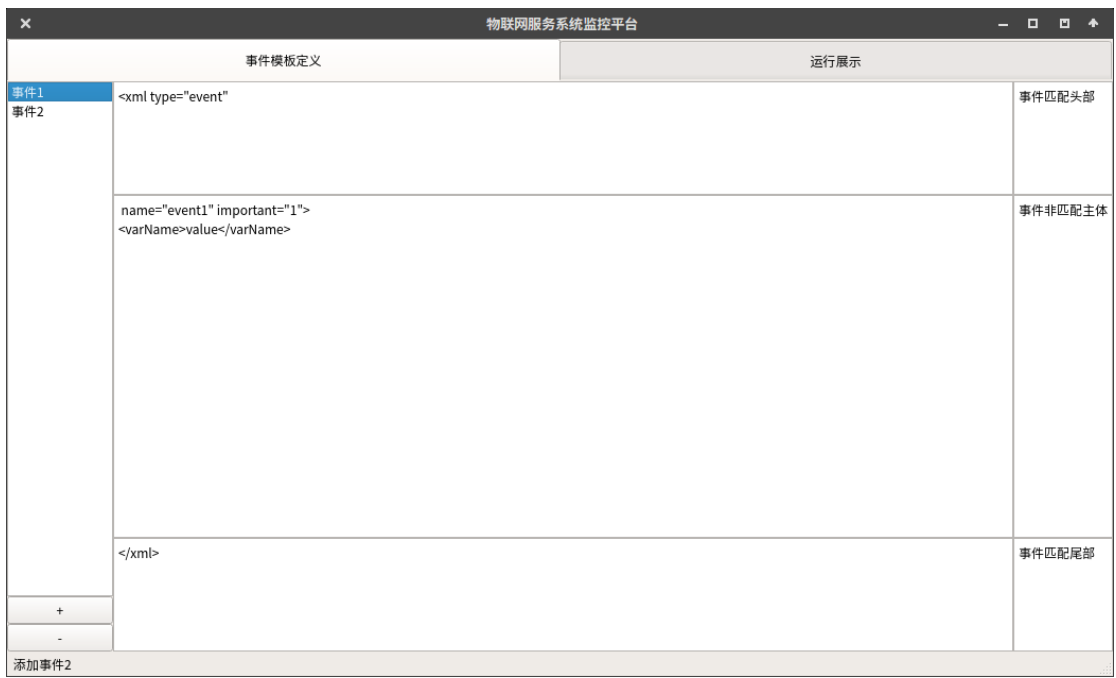 物联网服务系统监控平台
事件模板定义
运行展示
事件1
事件2
<xml type="event"
事件匹配头部
name="event1" important="1">
<varName>value</varName>
事件非匹配主体
</xml>
事件匹配尾部
+
-
添加事件2